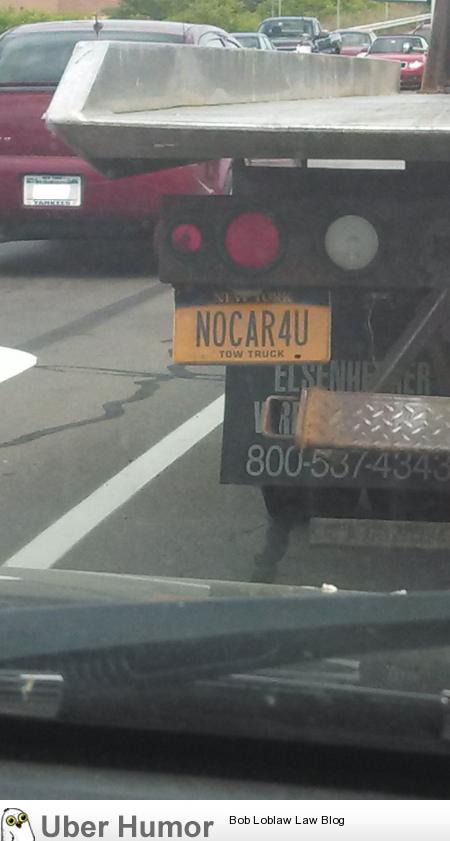 YANKEES
NEW YORK
NOCAR4U
TOW TRUCK
800-537-4343
Uber Humor
Bob Loblaw Law Blog